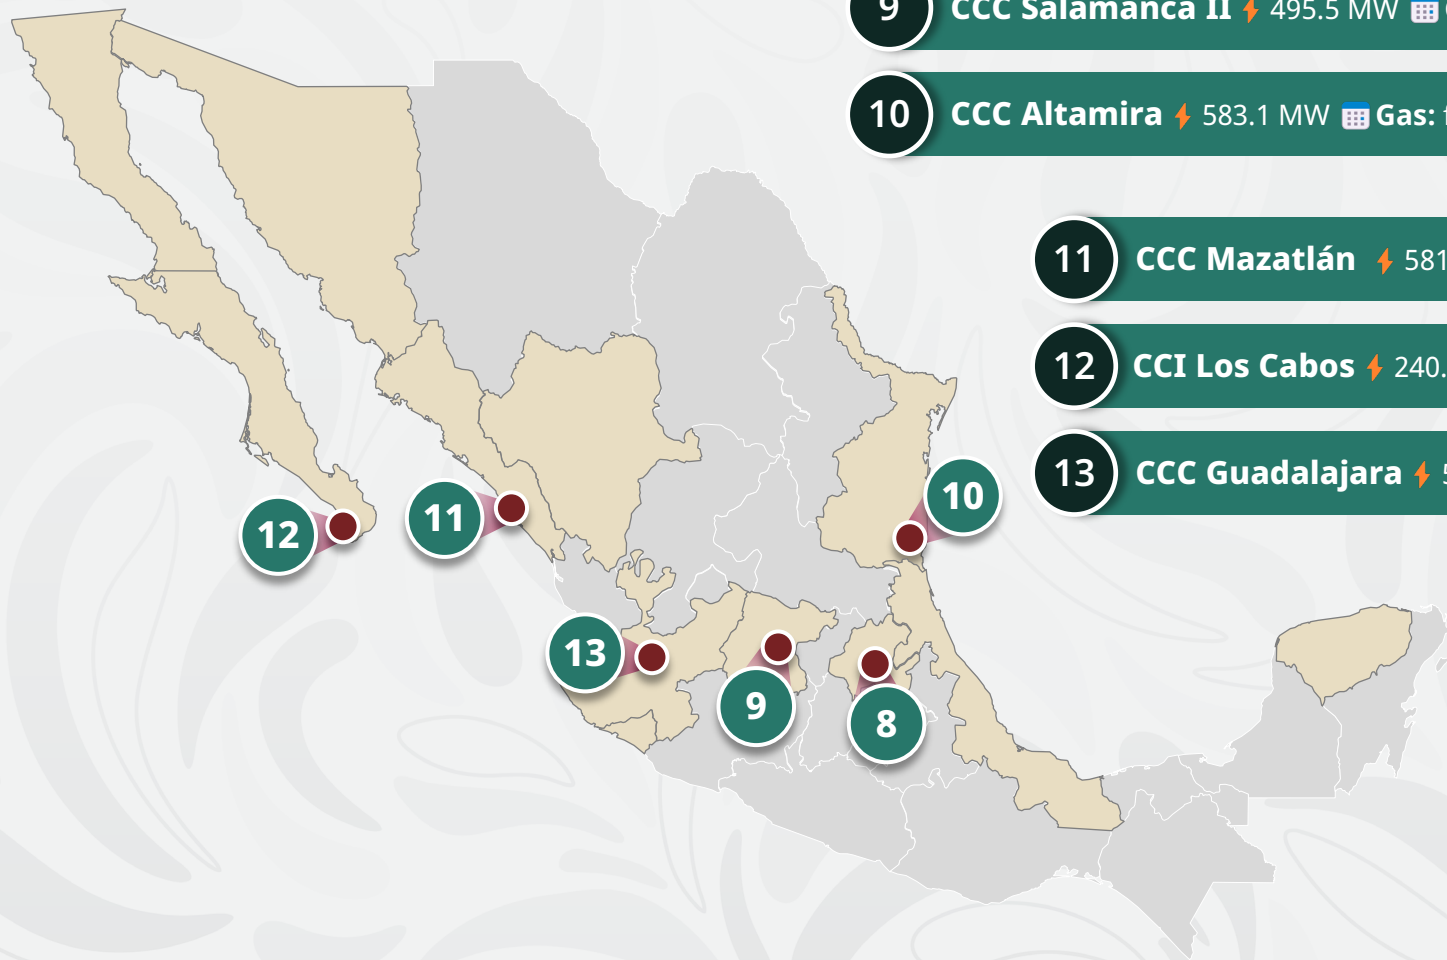 9 CCC Salamanca II 495.5 MW
10 CCC Altamira 583.1 MW Gas:
11 CCC Mazatlán 581
12 CCI Los Cabos 240.
13 CCC Guadalajara
10
11
12
13
9
8